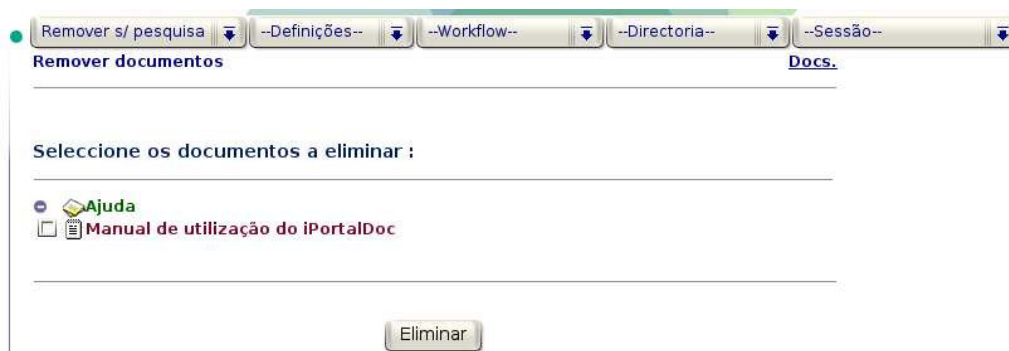 Remover s/ pesquisa --Definições-- --Workflow-- --Directoria-- --Sessão--
Remover documentos Docs.
Seleccione os documentos a eliminar :
Ajuda
Manual de utilização do iPortalDoc
Eliminar